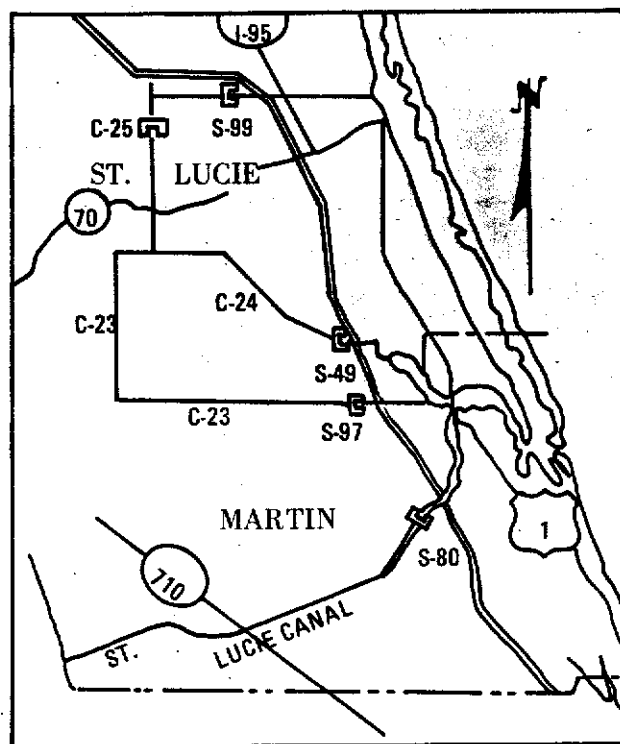 I-95
N
C-25
S-99
ST. LUCIE
70
C-24
C-23
S-49
C-23
S-97
1
MARTIN
S-80
710
ST. LUCIE CANAL